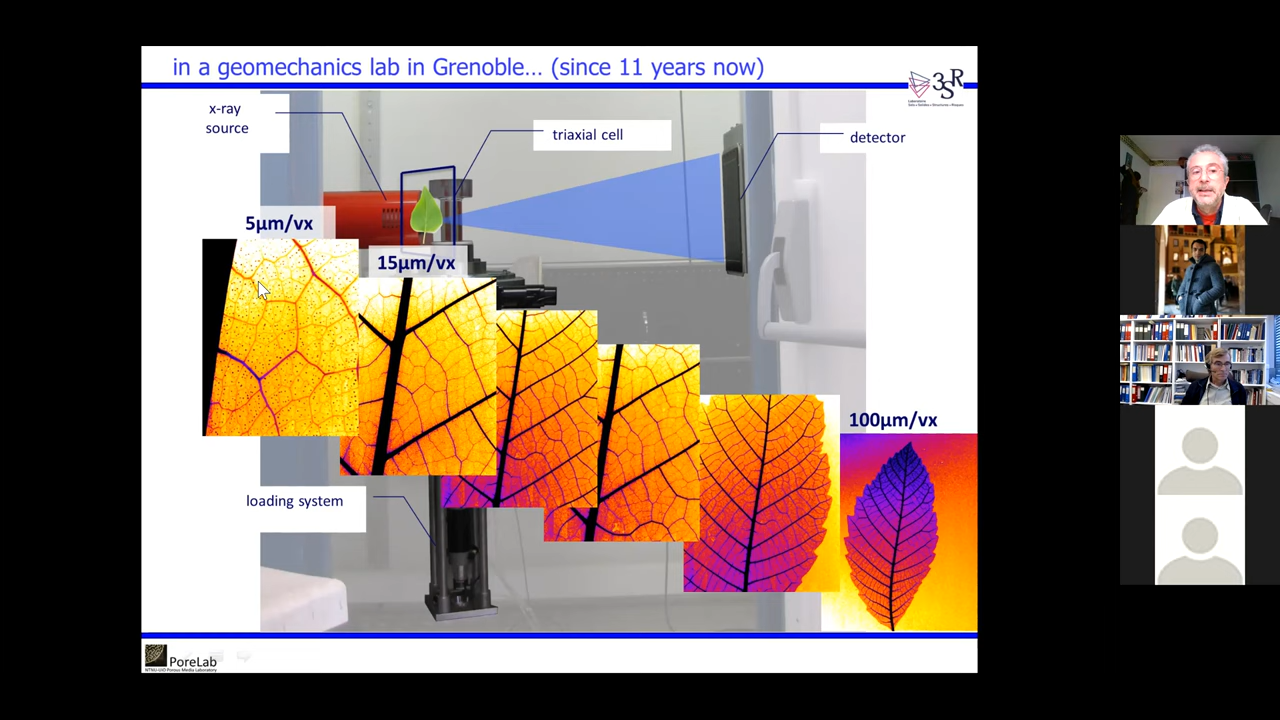 in a geomechanics lab in Grenoble... (since 11 years now)
3SR
x-ray
source
triaxial cell
detector
5µm/vx
15µm/vx
100µm/vx
loading system
PoreLab